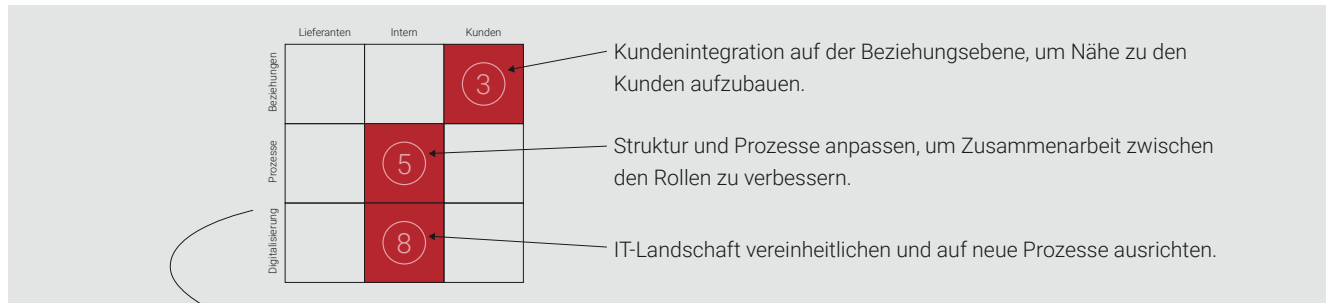 Lieferanten Intern Kunden
Beziehungen
3
Kundenintegration auf der Beziehungsebene, um Nähe zu den
Kunden aufzubauen.
Prozesse
5
Struktur und Prozesse anpassen, um Zusammenarbeit zwischen
den Rollen zu verbessern.
Digitalisierung
8
IT-Landschaft vereinheitlichen und auf neue Prozesse ausrichten.